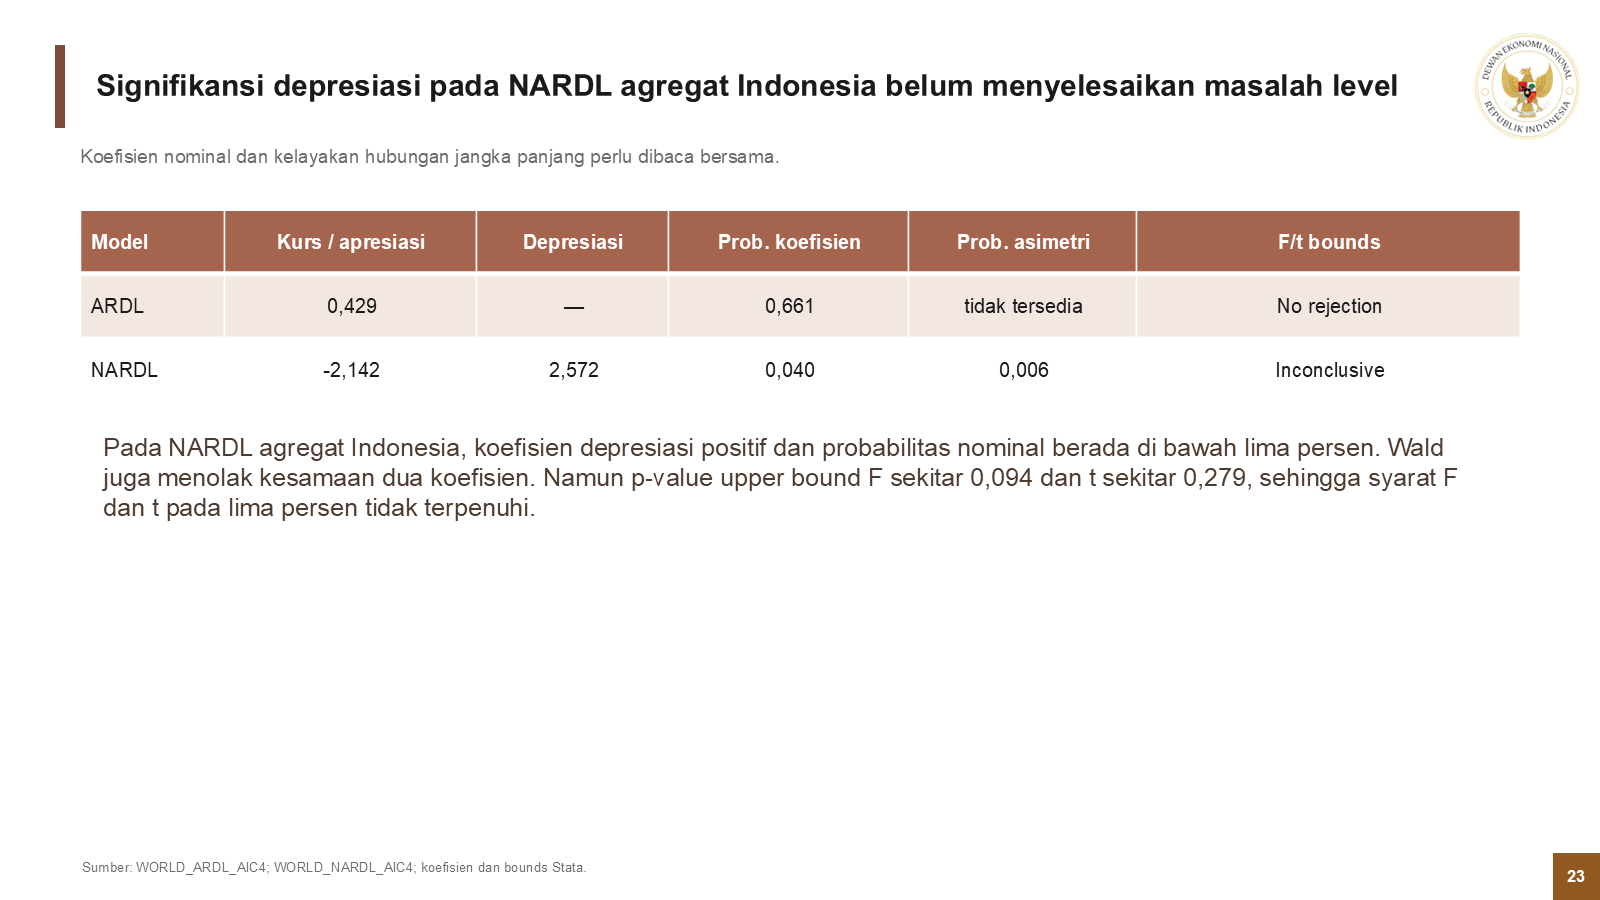 Signifikansi depresiasi pada NARDL agregat Indonesia belum menyelesaikan masalah level
DEWAN EKONOMI NASIONAL
REPUBLIK INDONESIA
Koefisien nominal dan kelayakan hubungan jangka panjang perlu dibaca bersama.
Model Kurs / apresiasi Depresiasi Prob. koefisien Prob. asimetri F/t bounds
ARDL 0,429 — 0,661 tidak tersedia No rejection
NARDL -2,142 2,572 0,040 0,006 Inconclusive
Pada NARDL agregat Indonesia, koefisien depresiasi positif dan probabilitas nominal berada di bawah lima persen. Wald
juga menolak kesamaan dua koefisien. Namun p-value upper bound F sekitar 0,094 dan t sekitar 0,279, sehingga syarat F
dan t pada lima persen tidak terpenuhi.
Sumber: WORLD_ARDL_AIC4; WORLD_NARDL_AIC4; koefisien dan bounds Stata.
23